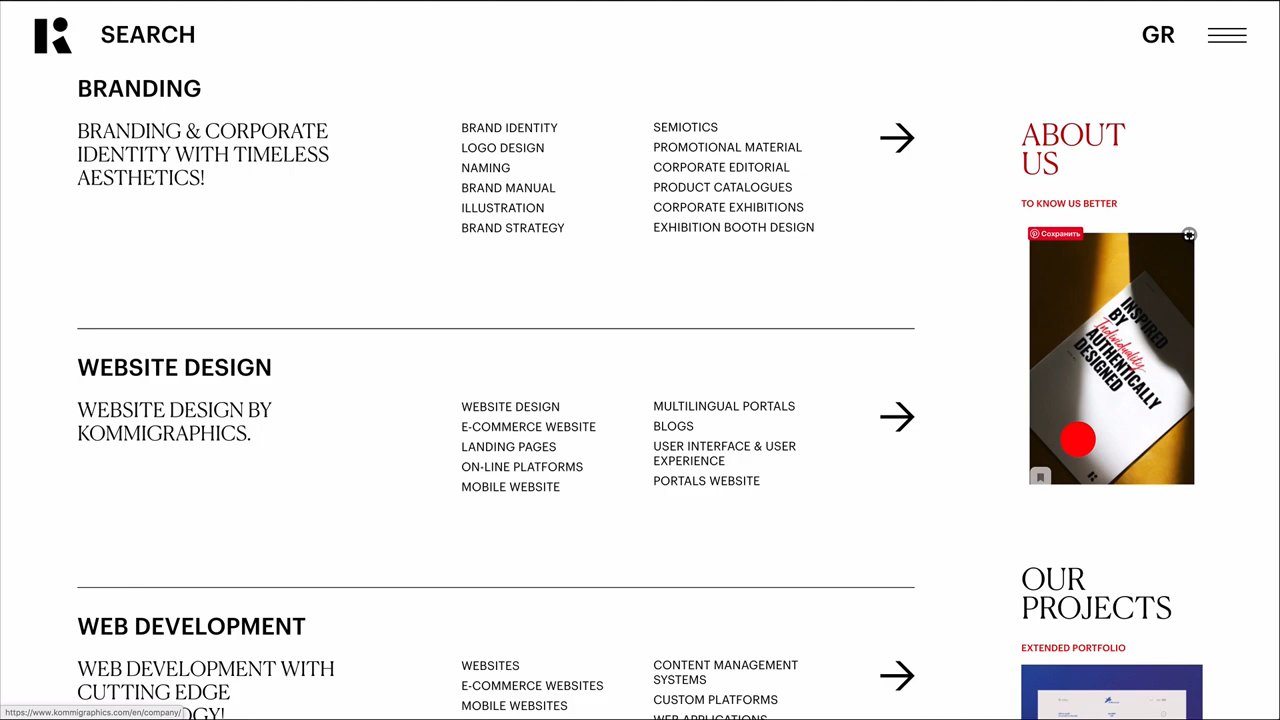 SEARCH
GR
BRANDING
BRANDING & CORPORATE
IDENTITY WITH TIMELESS
AESTHETICS!
BRAND IDENTITY
LOGO DESIGN
NAMING
BRAND MANUAL
ILLUSTRATION
BRAND STRATEGY
SEMIOTICS
PROMOTIONAL MATERIAL
CORPORATE EDITORIAL
PRODUCT CATALOGUES
CORPORATE EXHIBITIONS
EXHIBITION BOOTH DESIGN
WEBSITE DESIGN
WEBSITE DESIGN BY
KOMMIGRAPHICS.
WEBSITE DESIGN
E-COMMERCE WEBSITE
LANDING PAGES
ON-LINE PLATFORMS
MOBILE WEBSITE
MULTILINGUAL PORTALS
BLOGS
USER INTERFACE & USER
EXPERIENCE
PORTALS WEBSITE
WEB DEVELOPMENT
WEB DEVELOPMENT WITH
CUTTING EDGE
OGY!
WEBSITES
E-COMMERCE WEBSITES
MOBILE WEBSITES
CONTENT MANAGEMENT
SYSTEMS
CUSTOM PLATFORMS
WEB APPLICATIONS
ABOUT
US
TO KNOW US BETTER
Сохранить
INSPIRED
BY
Individuality
AUTHENTICALLY
DESIGNED
OUR
PROJECTS
EXTENDED PORTFOLIO
https://www.kommigraphics.com/en/company/